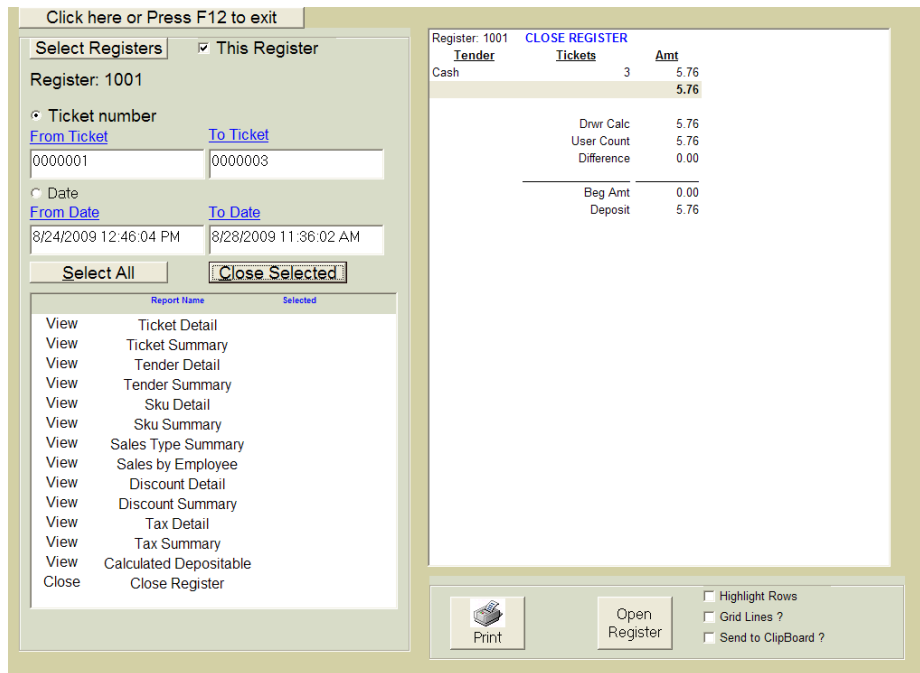 Click here or Press F12 to exit
Select Registers
This Register
Register: 1001
Ticket number
From Ticket To Ticket
0000001 0000003
Date
From Date To Date
8/24/2009 12:46:04 PM 8/28/2009 11:36:02 AM
Select All Close Selected
Report Name Selected
View Ticket Detail
View Ticket Summary
View Tender Detail
View Tender Summary
View Sku Detail
View Sku Summary
View Sales Type Summary
View Sales by Employee
View Discount Detail
View Discount Summary
View Tax Detail
View Tax Summary
View Calculated Depositable
Close Close Register
Register: 1001 CLOSE REGISTER
Tender Tickets Amt
Cash 3 5.76
5.76
Drwr Calc 5.76
User Count 5.76
Difference 0.00
Beg Amt 0.00
Deposit 5.76
Print
Open
Register
Highlight Rows
Grid Lines ?
Send to ClipBoard ?